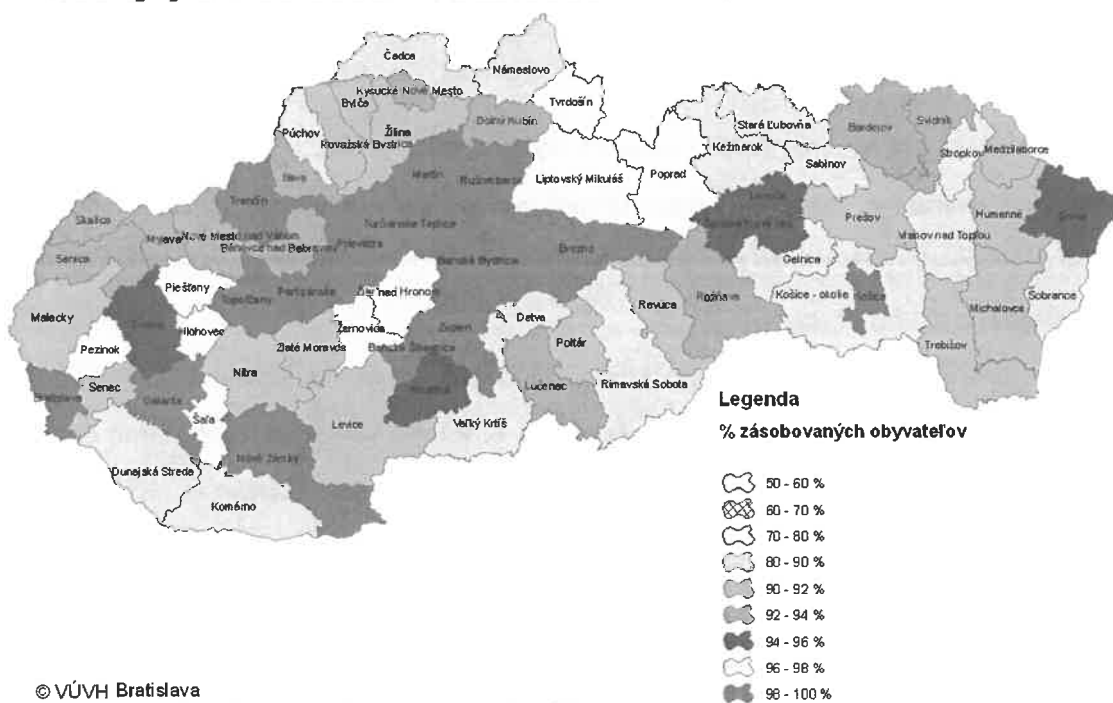 Čadca
Námestovo
Kysucké Nové Mesto
Bytča
Tvrdošín
Púchov
Žilina
Dolný Kubín
Považská Bystrica
Ilava
Martin
Ružomberok
Liptovský Mikuláš
Poprad
Kežmarok
Stará Ľubovňa
Sabinov
Bardejov
Svidník
Stropkov
Medzilaborce
Levoča
Prešov
Humenné
Snina
Vranov nad Topľou
Gelnica
Košice - okolie
Košice
Michalovce
Sobrance
Trebišov
Rožňava
Revúca
Trenčín
Turčianske Teplice
Skalica
Myjava
Nové Mesto nad Váhom
Bánovce nad Bebravou
Prievidza
Senica
Banská Bystrica
Brezno
Piešťany
Topoľčany
Partizánske
Žiar nad Hronom
Malacky
Trnava
Hlohovec
Žarnovica
Zvolen
Detva
Pezinok
Zlaté Moravce
Banská Štiavnica
Poltár
Senec
Nitra
Krupina
Lučenec
Rimavská Sobota
Bratislava
Galanta
Šaľa
Levice
Veľký Krtíš
Nové Zámky
Dunajská Streda
Komárno
Legenda
% zásobovaných obyvateľov
50 - 60 %
60 - 70 %
70 - 80 %
80 - 90 %
90 - 92 %
92 - 94 %
94 - 96 %
96 - 98 %
98 - 100 %
© VÚVH Bratislava